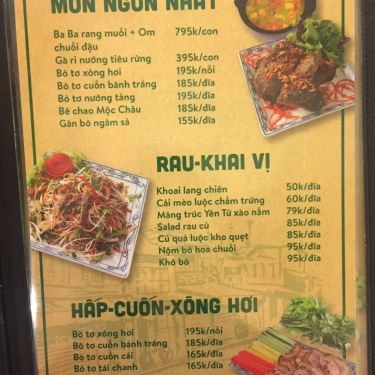 MÓN NGON NHẤT
Ba Ba rang muối + Om chuối đậu 795k/con
Gà ri nướng tiêu rừng 395k/con
Bò tơ xông hơi 195k/nồi
Bò tơ cuốn bánh tráng 185k/đĩa
Bò tơ nướng tảng 195k/đĩa
Bê chao Mộc Châu 185k/đĩa
Gân bò ngâm sả 155k/đĩa
RAU-KHAI VỊ
Khoai lang chiên 50k/đĩa
Cải mèo luộc chấm trứng 60k/đĩa
Măng trúc Yên Tử xào nấm 79k/đĩa
Salad rau củ 85k/đĩa
Củ quả luộc kho quẹt 85k/đĩa
Nộm bò hoa chuối 95k/đĩa
Khô bò 95k/đĩa
HẤP-CUỐN-XÔNG HƠI
Bò tơ xông hơi 195k/nồi
Bò tơ cuốn bánh tráng 185k/đĩa
Bò tơ cuốn cải 165k/đĩa
Bò tơ tái chanh 165k/đĩa